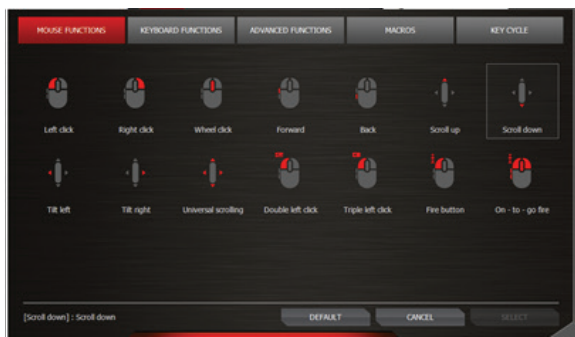 MOUSE FUNCTIONS KEYBOARD FUNCTIONS ADVANCED FUNCTIONS MACROS KEY CYCLE
Left click Right click Wheel click Forward Back Scroll up Scroll down
Tilt left Tilt right Universal scrolling Double left click Triple left click Fire button On - to - go fire
[Scroll down] : Scroll down DEFAULT CANCEL SELECT